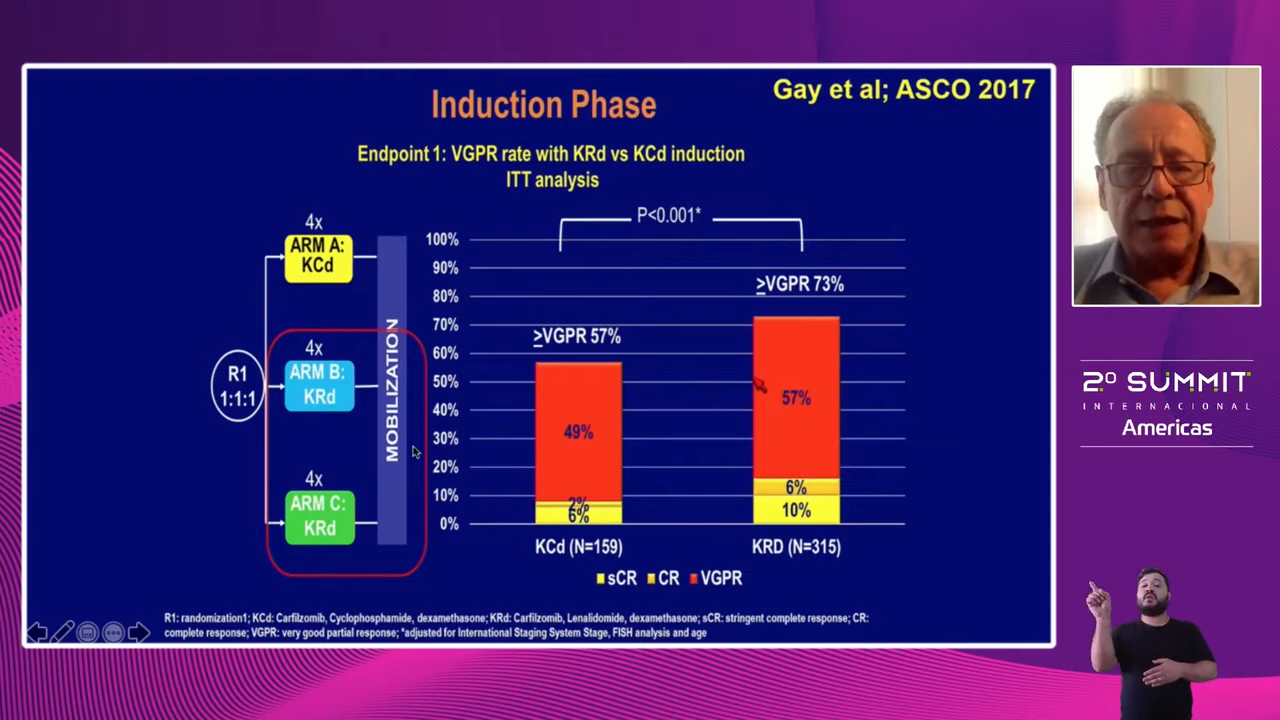 Gay et al; ASCO 2017
Induction Phase
Endpoint 1: VGPR rate with KRd vs KCd induction
ITT analysis
R1
1:1:1
4x
ARM A:
KCd
4x
ARM B:
KRd
4x
ARM C:
KRd
MOBILIZATION
P<0.001*
100%
90%
80%
70%
60%
50%
40%
30%
20%
10%
0%
≥VGPR 57%
49%
2%
6%
KCd (N=159)
≥VGPR 73%
57%
6%
10%
KRD (N=315)
sCR CR VGPR
R1: randomization1; KCd: Carfilzomib, Cyclophosphamide, dexamethasone; KRd: Carfilzomib, Lenalidomide, dexamethasone; sCR: stringent complete response; CR:
complete response; VGPR: very good partial response; *adjusted for International Staging System Stage, FISH analysis and age
2º SUMMIT
INTERNACIONAL
Americas